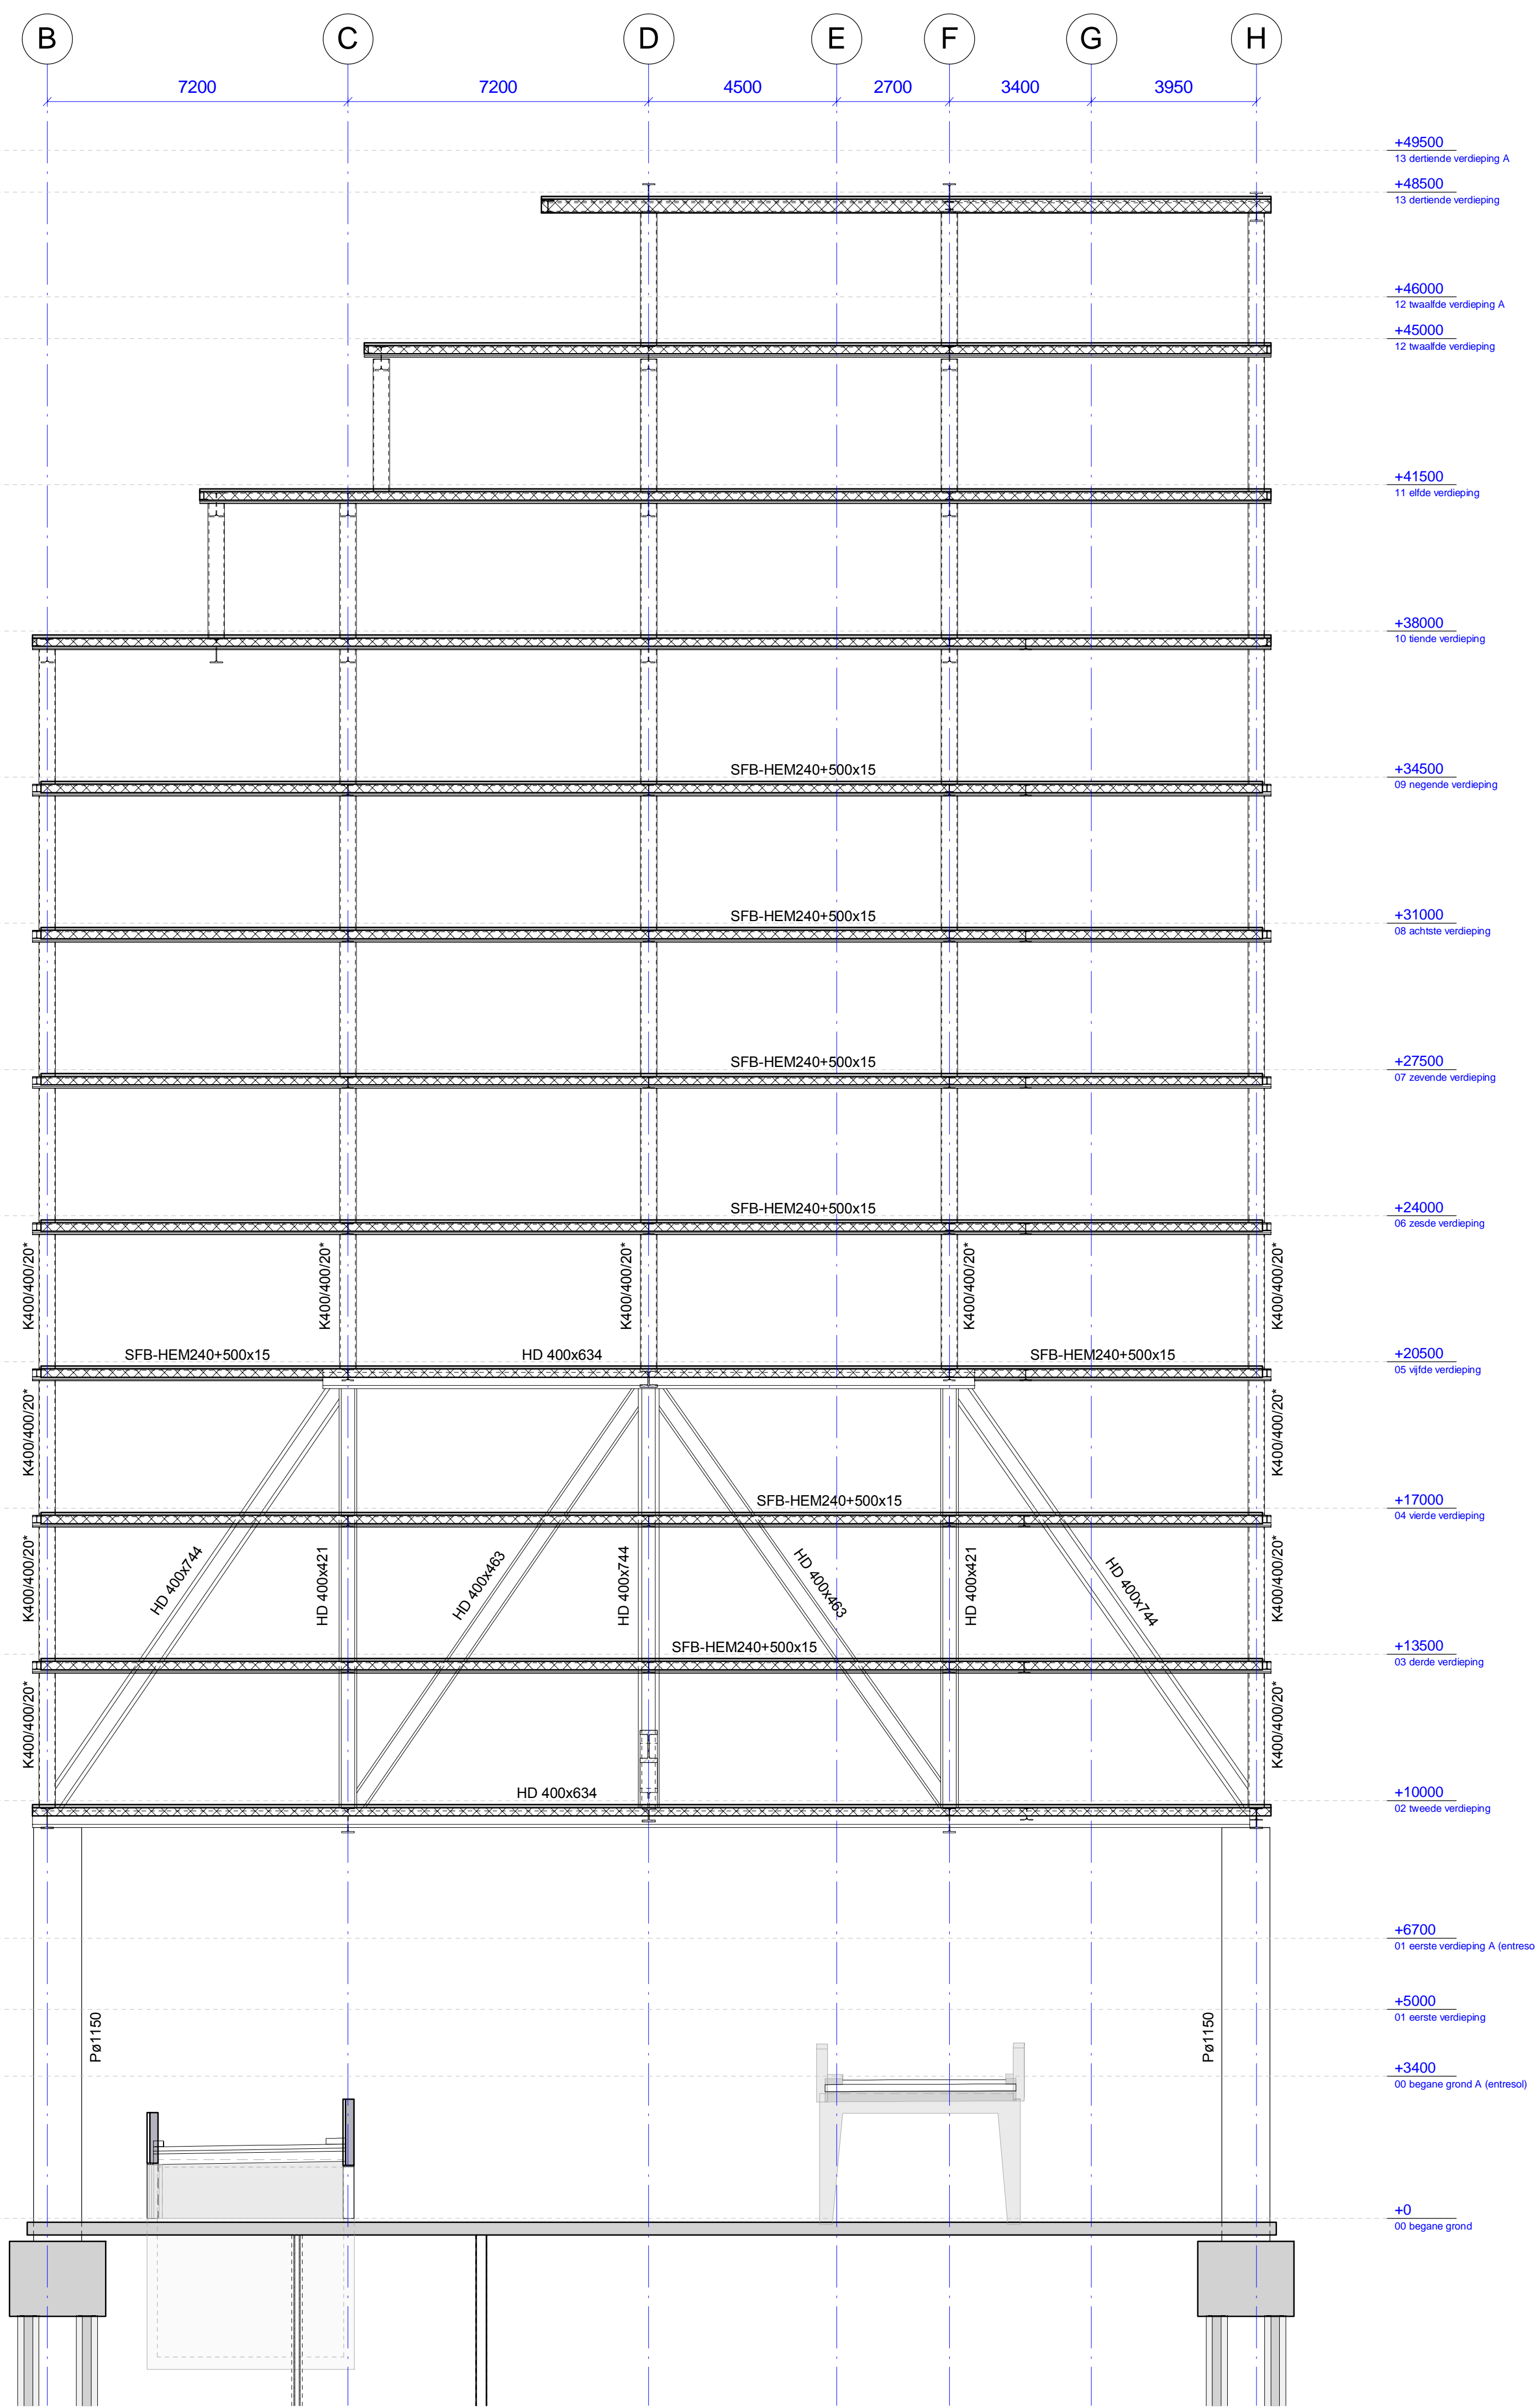 B C D E F G H
7200 7200 4500 2700 3400 3950
+49500
13 dertiende verdieping A
+48500
13 dertiende verdieping
+46000
12 twaalfde verdieping A
+45000
12 twaalfde verdieping
+41500
11 elfde verdieping
+38000
10 tiende verdieping
SFB-HEM240+500x15
+34500
09 negende verdieping
SFB-HEM240+500x15
+31000
08 achtste verdieping
SFB-HEM240+500x15
+27500
07 zevende verdieping
SFB-HEM240+500x15
+24000
06 zesde verdieping
K400/400/20* K400/400/20* K400/400/20* K400/400/20* K400/400/20*
SFB-HEM240+500x15 HD 400x634 SFB-HEM240+500x15
+20500
05 vijfde verdieping
K400/400/20* K400/400/20*
SFB-HEM240+500x15
+17000
04 vierde verdieping
K400/400/20* HD 400x744 HD 400x421 HD 400x463 HD 400x744 HD 400x463 HD 400x421 HD 400x744 K400/400/20*
SFB-HEM240+500x15
+13500
03 derde verdieping
K400/400/20* K400/400/20*
HD 400x634
+10000
02 tweede verdieping
+6700
01 eerste verdieping A (entreso
+5000
01 eerste verdieping
Pø1150 Pø1150
+3400
00 begane grond A (entresol)
+0
00 begane grond